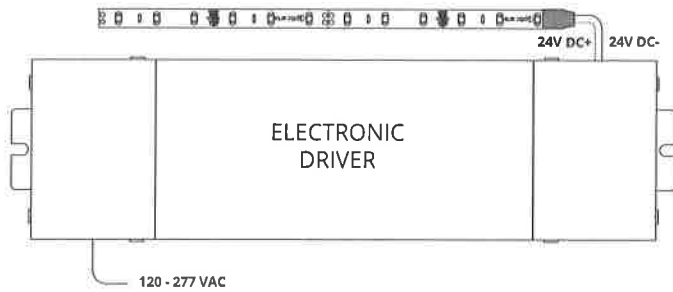 24V DC+ 24V DC-
ELECTRONIC
DRIVER
120 - 277 VAC